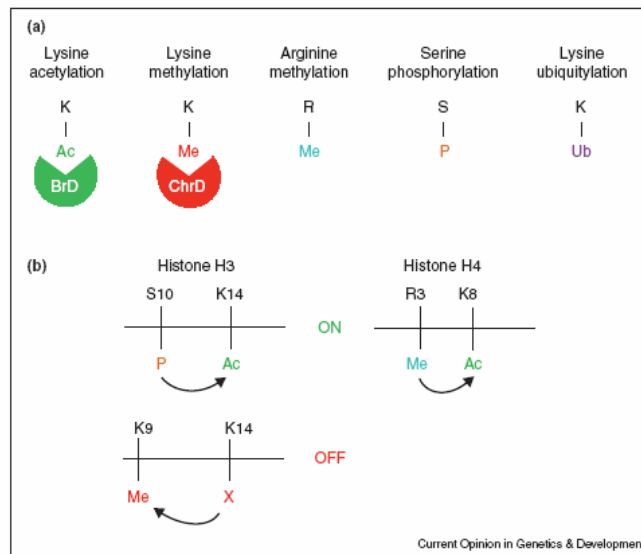 (a)
Lysine acetylation
Lysine methylation
Arginine methylation
Serine phosphorylation
Lysine ubiquitylation
K K R S K
Ac Me Me P Ub
BrD ChrD
(b)
Histone H3 Histone H4
S10 K14 R3 K8
ON
P Ac Me Ac
K9 K14
OFF
Me X
Current Opinion in Genetics & Development